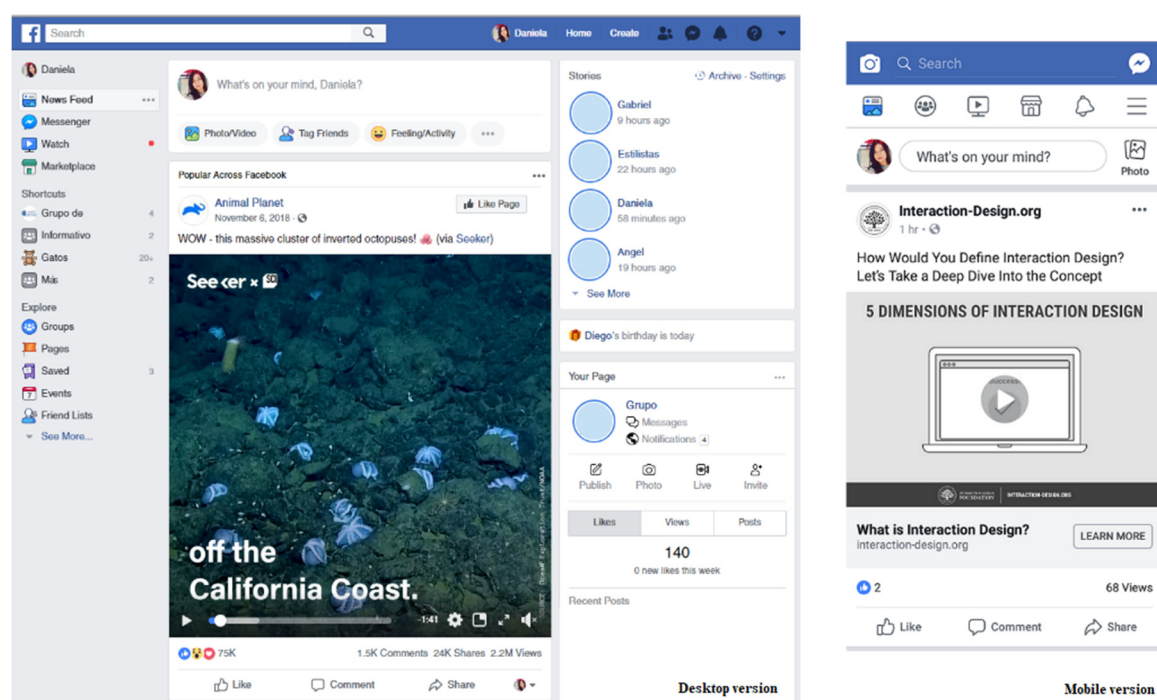 f
Search
Daniela
Home
Create
Daniela
News Feed
Messenger
Watch
Marketplace
Shortcuts
Grupo de 4
Informativo 2
Gatos 20+
Más 2
Explore
Groups
Pages
Saved 3
7 Events
Friend Lists
See More...
What's on your mind, Daniela?
Photo/Video
Tag Friends
Feeling/Activity
Popular Across Facebook
Animal Planet
November 6, 2018 ·
Like Page
WOW - this massive cluster of inverted octopuses! (via Seeker)
Seeker ×
off the
California Coast.
-1:41
75K
1.5K Comments 24K Shares 2.2M Views
Like
Comment
Share
Stories
Archive · Settings
Gabriel
9 hours ago
Estilistas
22 hours ago
Daniela
58 minutes ago
Angel
19 hours ago
See More
Diego's birthday is today
Your Page
Grupo
Messages
Notifications 4
Publish
Photo
Live
Invite
Likes
Views
Posts
140
0 new likes this week
Recent Posts
Desktop version
Search
What's on your mind?
Photo
Interaction-Design.org
1 hr ·
How Would You Define Interaction Design?
Let's Take a Deep Dive Into the Concept
5 DIMENSIONS OF INTERACTION DESIGN
SUCCESS
INTERACTION DESIGN
FOUNDATION
INTERACTION-DESIGN.ORG
What is Interaction Design?
interaction-design.org
LEARN MORE
2
68 Views
Like
Comment
Share
Mobile version